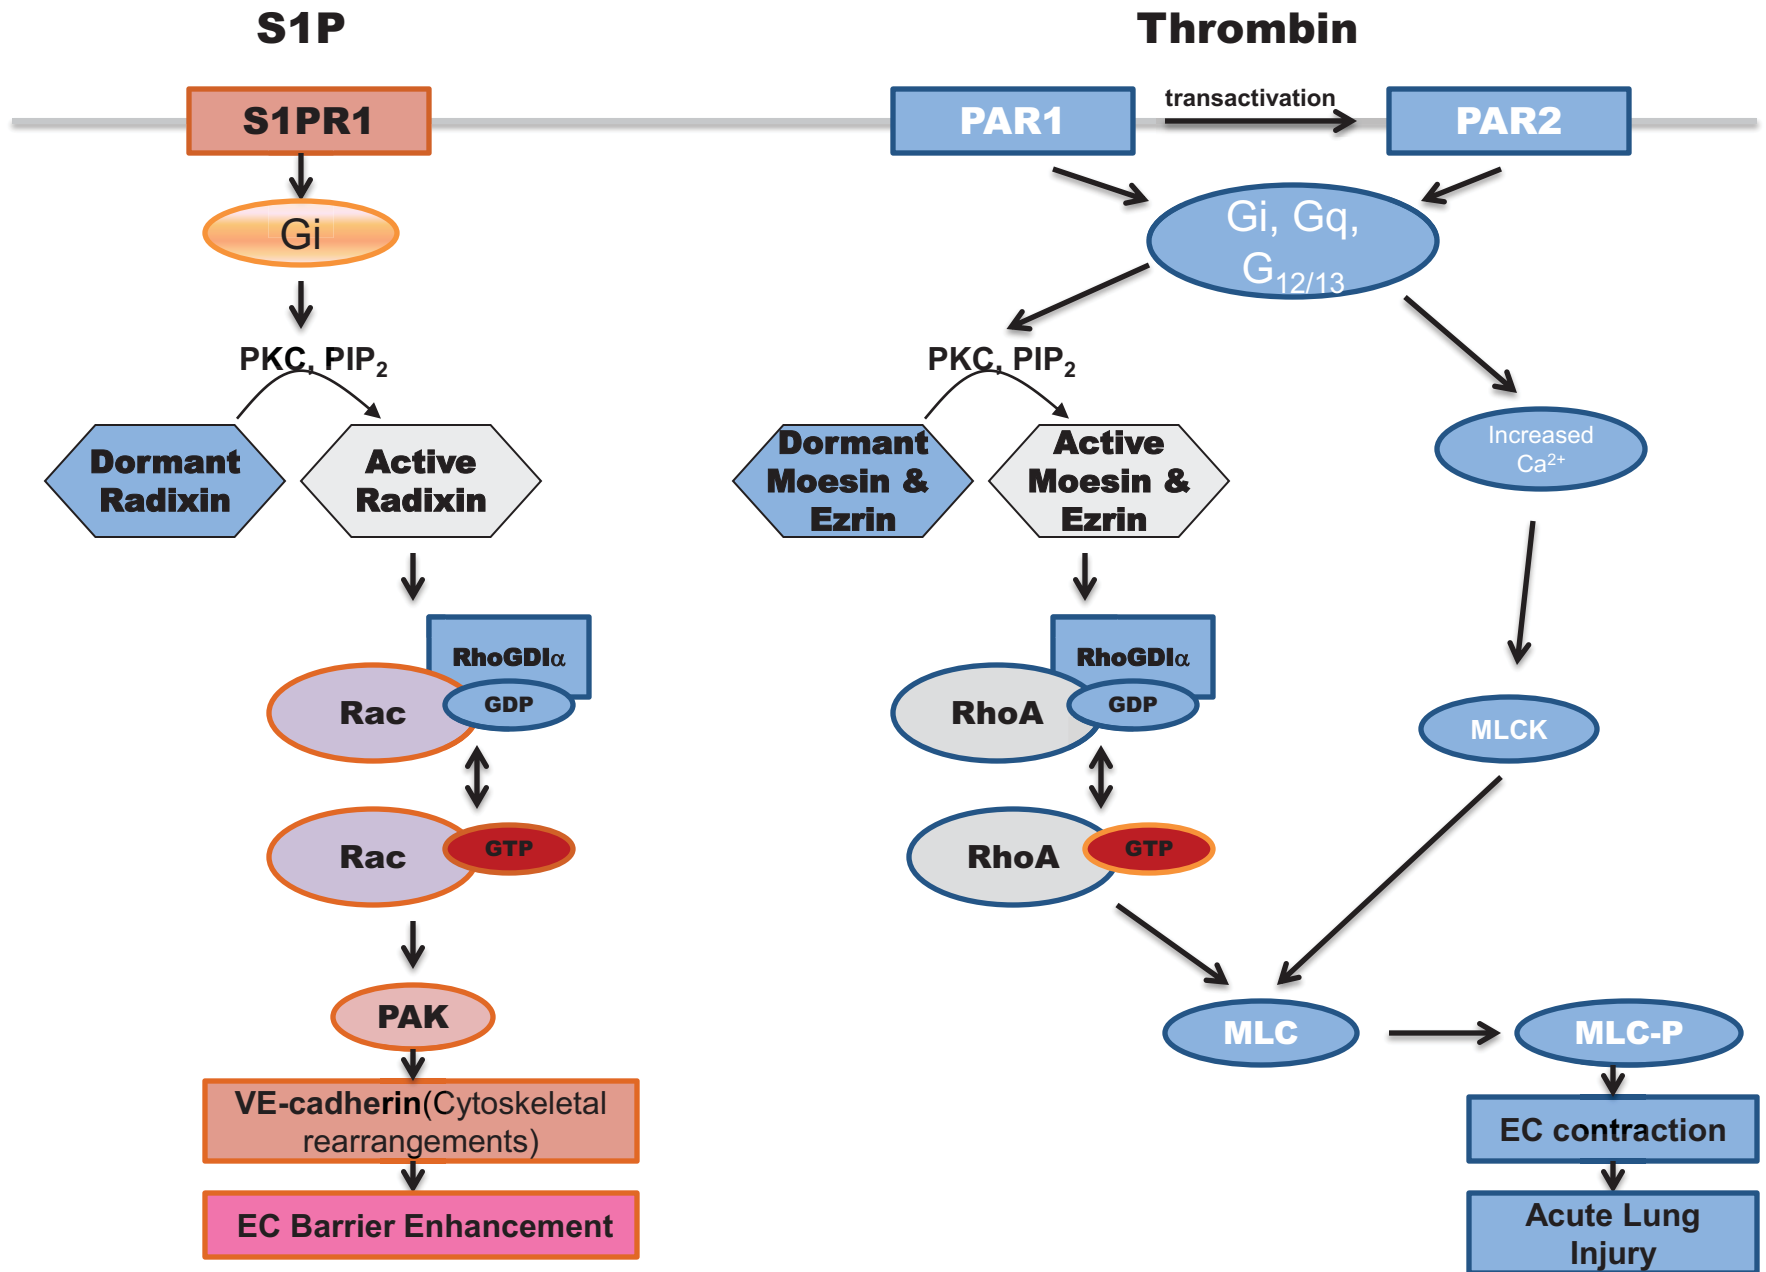 S1P
Thrombin
S1PR1
PAR1
transactivation
PAR2
Gi
Gi, Gq,
G12/13
PKC, PIP2
PKC, PIP2
Dormant
Radixin
Active
Radixin
Dormant
Moesin &
Ezrin
Active
Moesin &
Ezrin
Increased
Ca2+
RhoGDIα
Rac
GDP
RhoGDIα
RhoA
GDP
MLCK
Rac
GTP
RhoA
GTP
PAK
MLC
MLC-P
VE-cadherin(Cytoskeletal
rearrangements)
EC contraction
EC Barrier Enhancement
Acute Lung
Injury